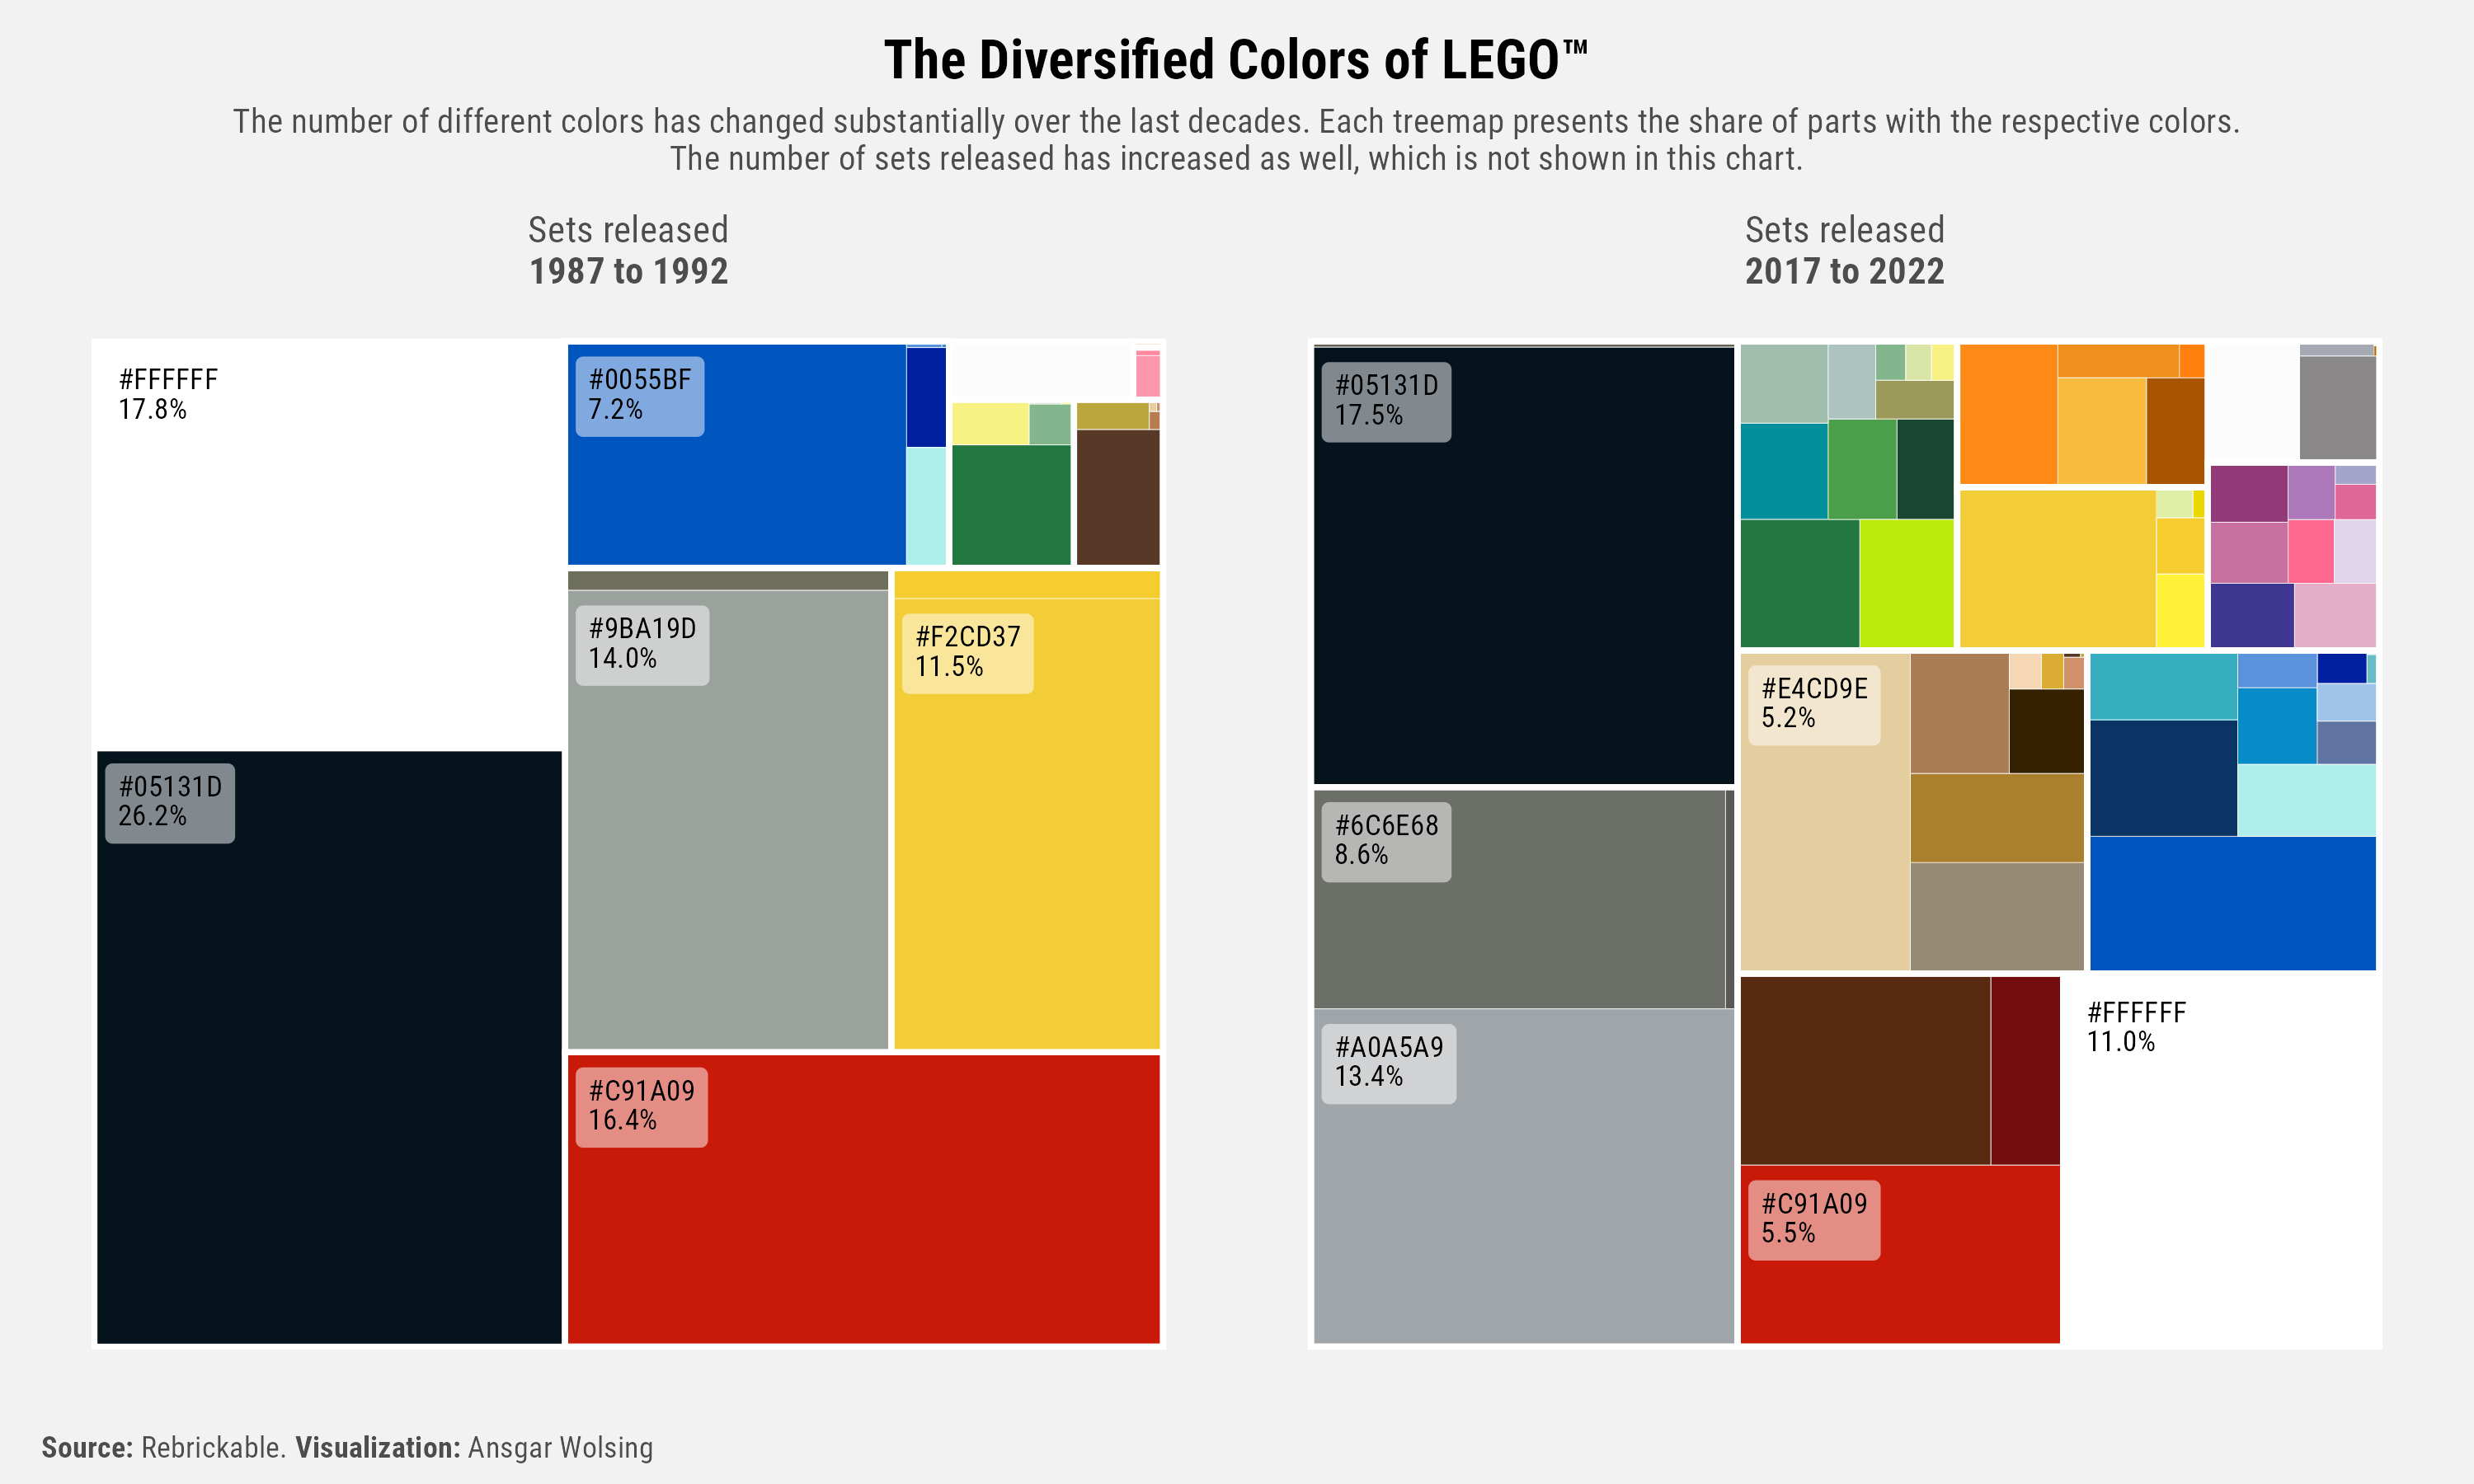 The Diversified Colors of LEGO™
The number of different colors has changed substantially over the last decades. Each treemap presents the share of parts with the respective colors.
The number of sets released has increased as well, which is not shown in this chart.
Sets released
1987 to 1992
#FFFFFF
17.8%
#0055BF
7.2%
#9BA19D
14.0%
#F2CD37
11.5%
#05131D
26.2%
#C91A09
16.4%
Sets released
2017 to 2022
#05131D
17.5%
#6C6E68
8.6%
#A0A5A9
13.4%
#E4CD9E
5.2%
#FFFFFF
11.0%
#C91A09
5.5%
Source: Rebrickable. Visualization: Ansgar Wolsing